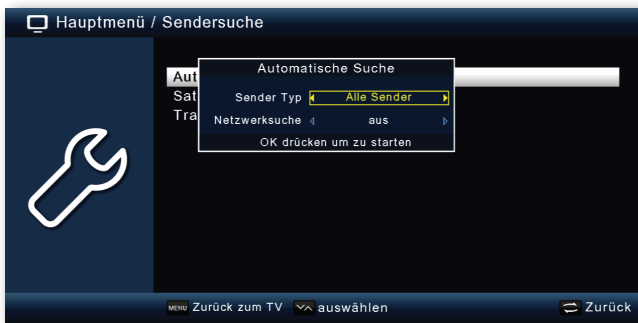 Hauptmenü / Sendersuche
Automatische Suche
Aut
Sat
Tra
Sender Typ Alle Sender
Netzwerksuche aus
OK drücken um zu starten
MENU Zurück zum TV auswählen Zurück